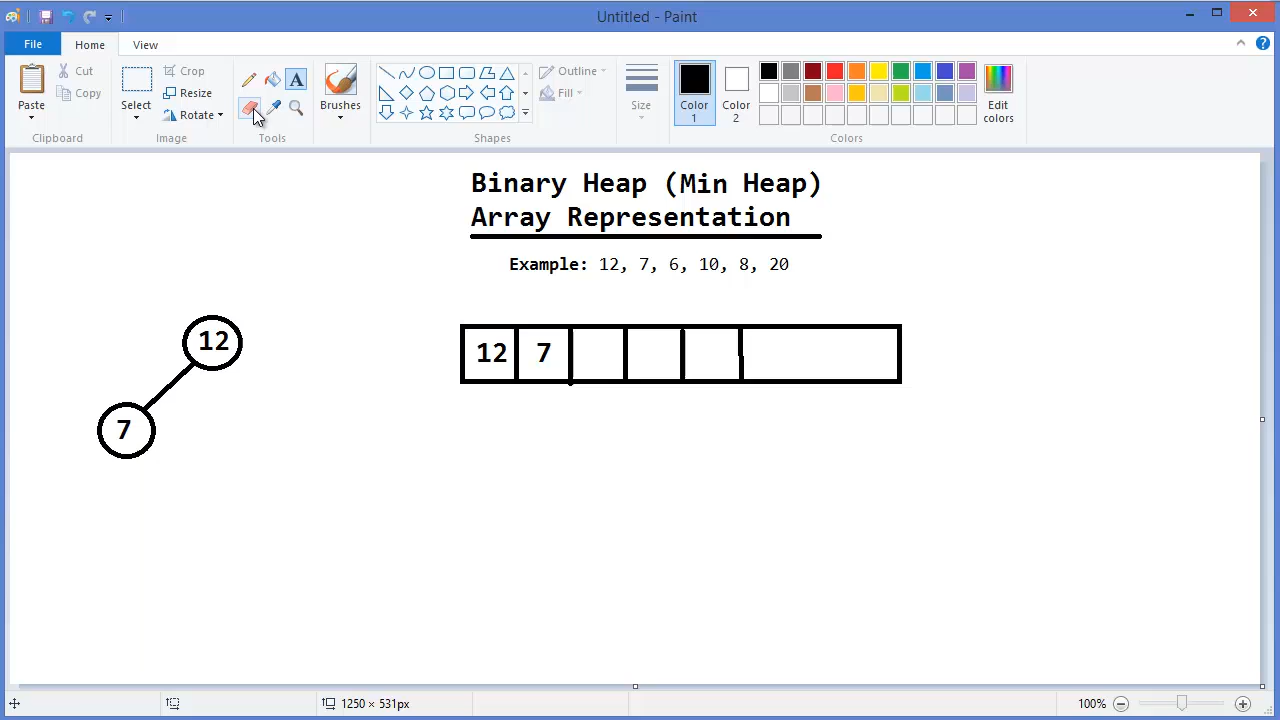 Untitled - Paint
File Home View
Paste
Cut
Copy
Clipboard
Select
Crop
Resize
Rotate
Image
A
Tools
Brushes
Outline
Fill
Shapes
Size
Color 1
Color 2
Edit colors
Colors
Binary Heap (Min Heap)
Array Representation
Example: 12, 7, 6, 10, 8, 20
12
7
12 7
1250 × 531px
100%